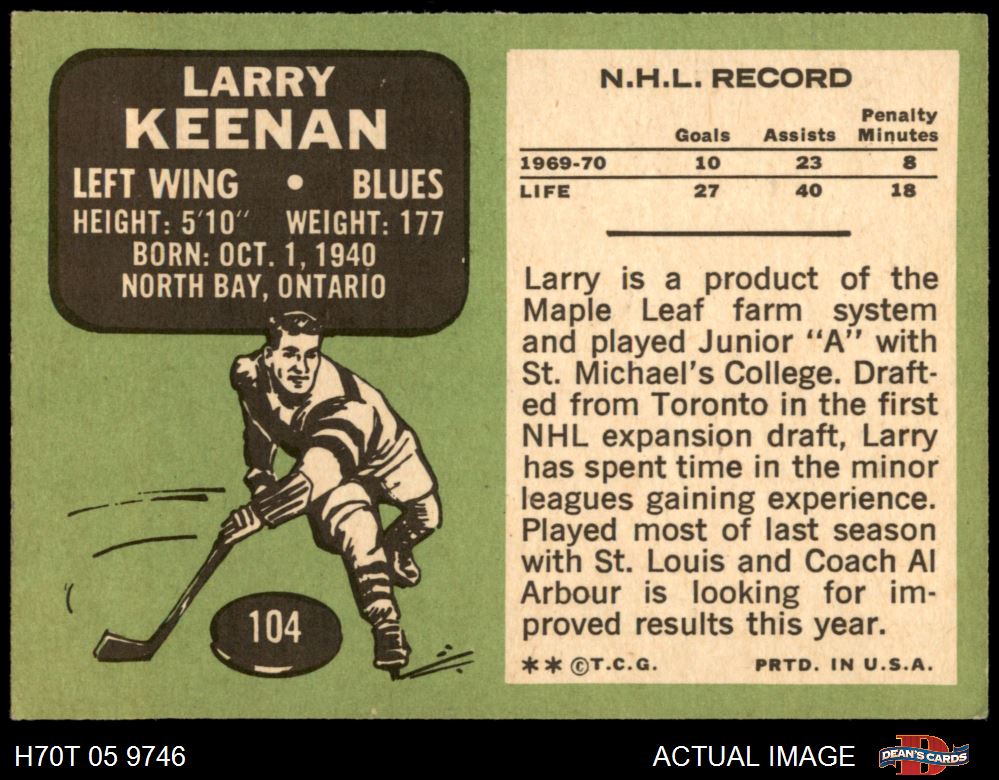 LARRY
KEENAN
LEFT WING • BLUES
HEIGHT: 5'10" WEIGHT: 177
BORN: OCT. 1, 1940
NORTH BAY, ONTARIO
104
N.H.L. RECORD
Goals Assists Penalty Minutes
1969-70 10 23 8
LIFE 27 40 18
Larry is a product of the
Maple Leaf farm system
and played Junior "A" with
St. Michael's College. Draft-
ed from Toronto in the first
NHL expansion draft, Larry
has spent time in the minor
leagues gaining experience.
Played most of last season
with St. Louis and Coach Al
Arbour is looking for im-
proved results this year.
** ©T.C.G. PRTD. IN U.S.A.
H70T 05 9746 ACTUAL IMAGE DEAN'S CARDS